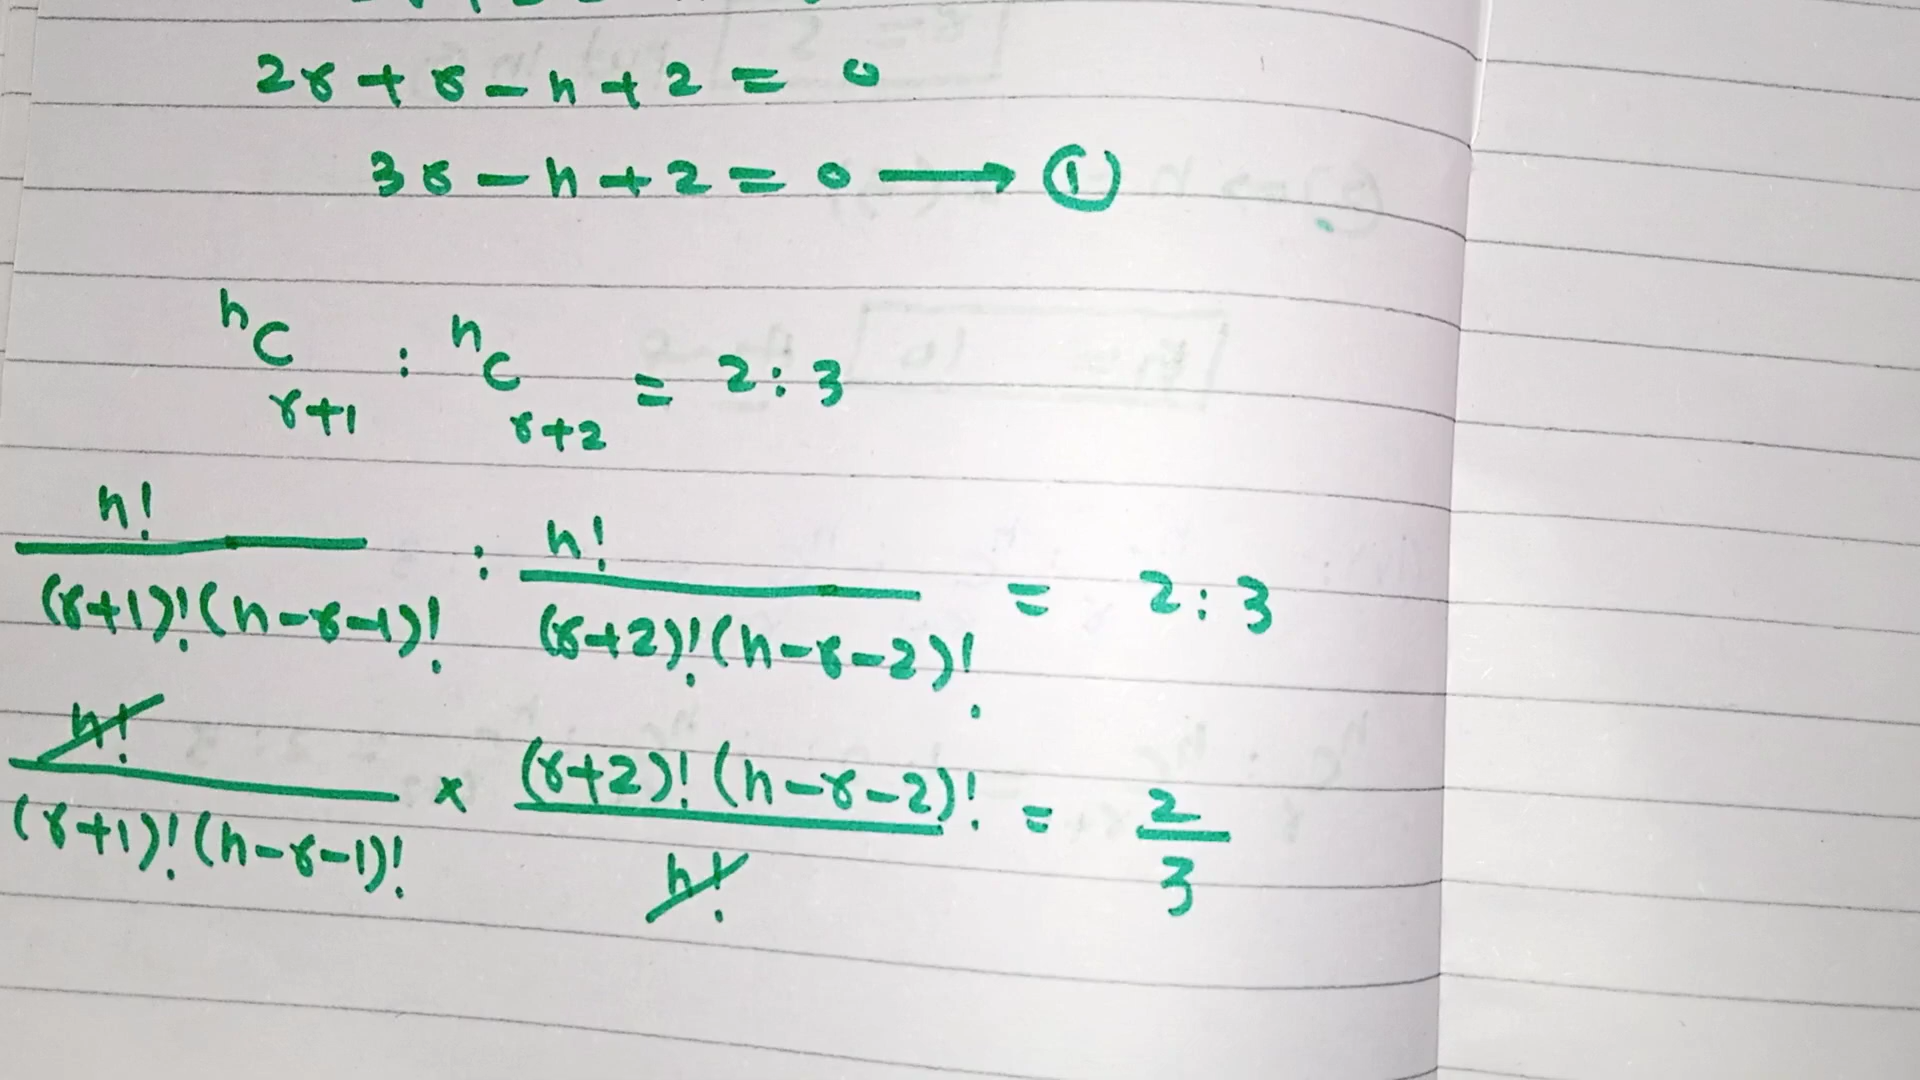 2r + r - n + 2 = 0
3r - n + 2 = 0 ⟶ ①
ⁿC_{r+1} : ⁿC_{r+2} = 2 : 3
n! / (r+1)!(n-r-1)! : n! / (r+2)!(n-r-2)! = 2 : 3
n! / (r+1)!(n-r-1)! × (r+2)!(n-r-2)! / n! = 2/3